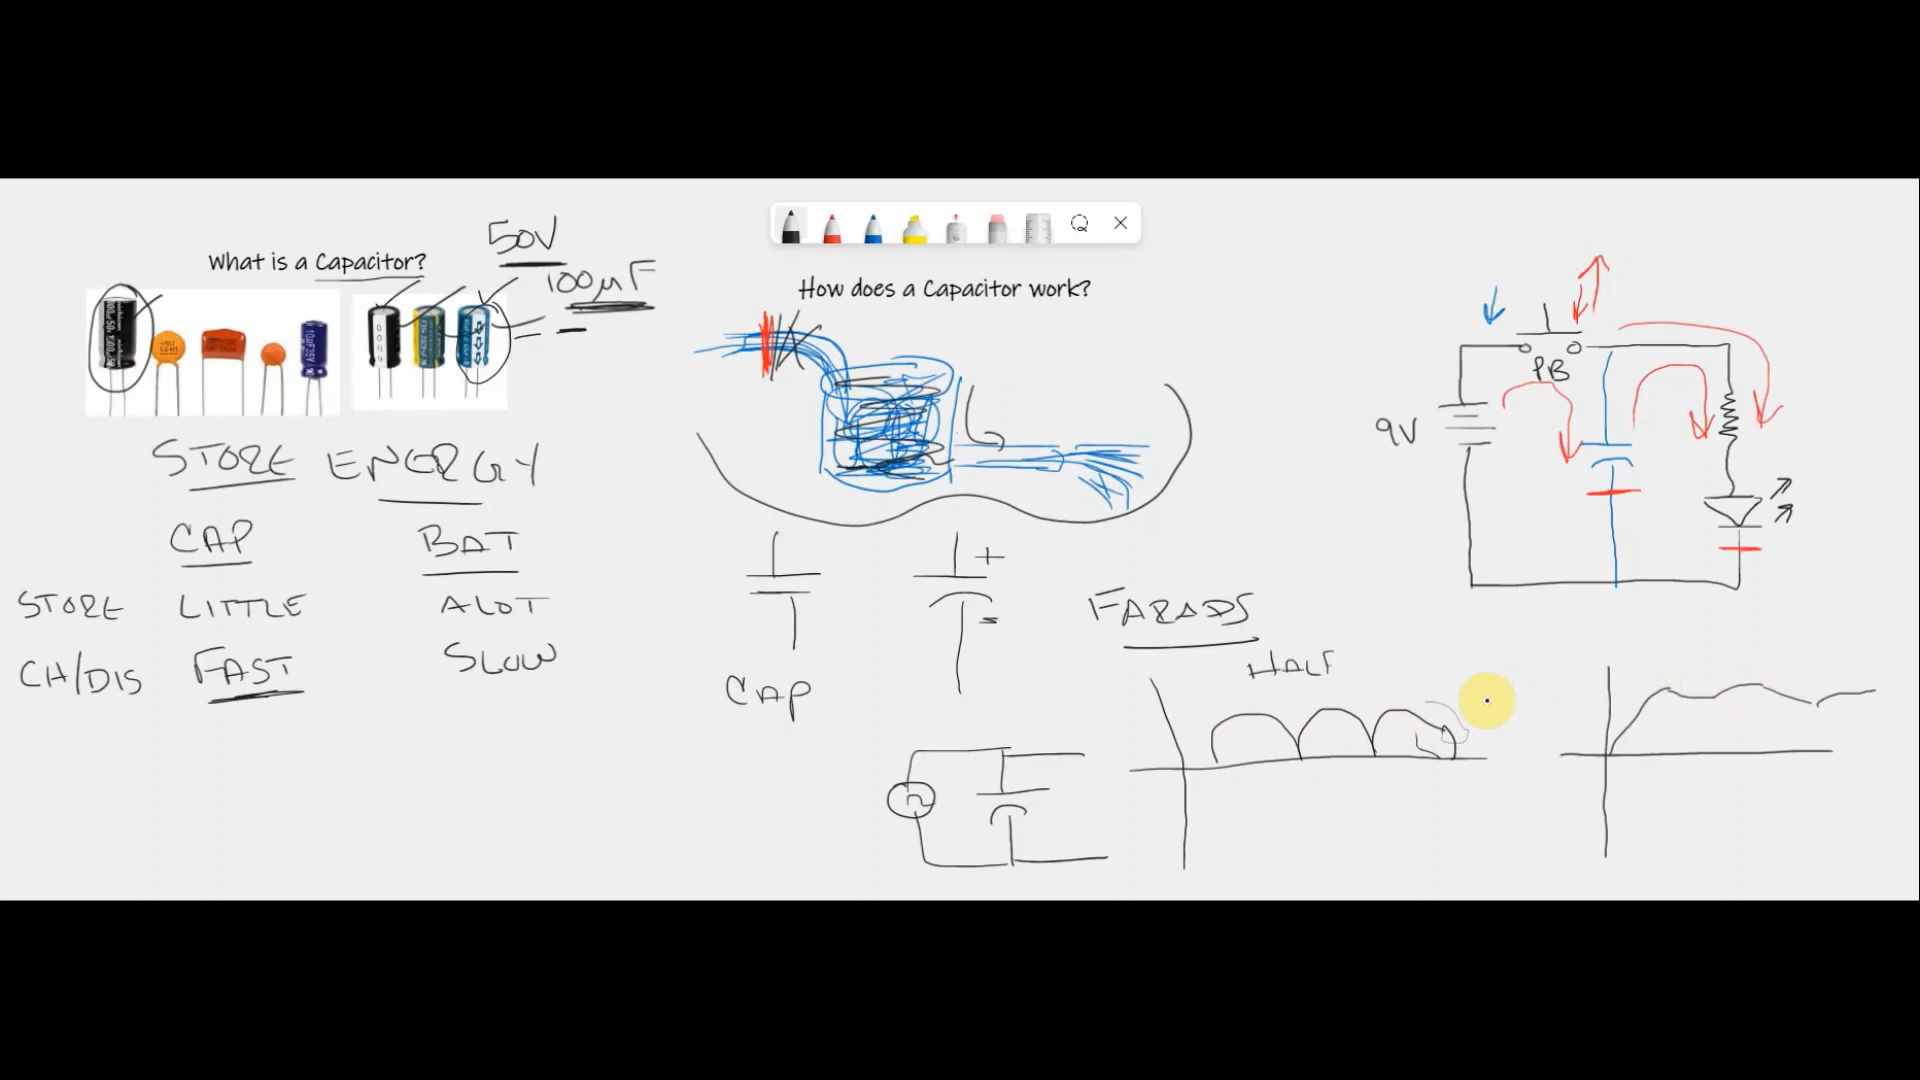 What is a Capacitor?
50V
100µF
STORE ENERGY
CAP BAT
STORE LITTLE ALOT
CH/DIS FAST SLOW
How does a Capacitor work?
+
CAP
FARADS
HALF
PB
9V